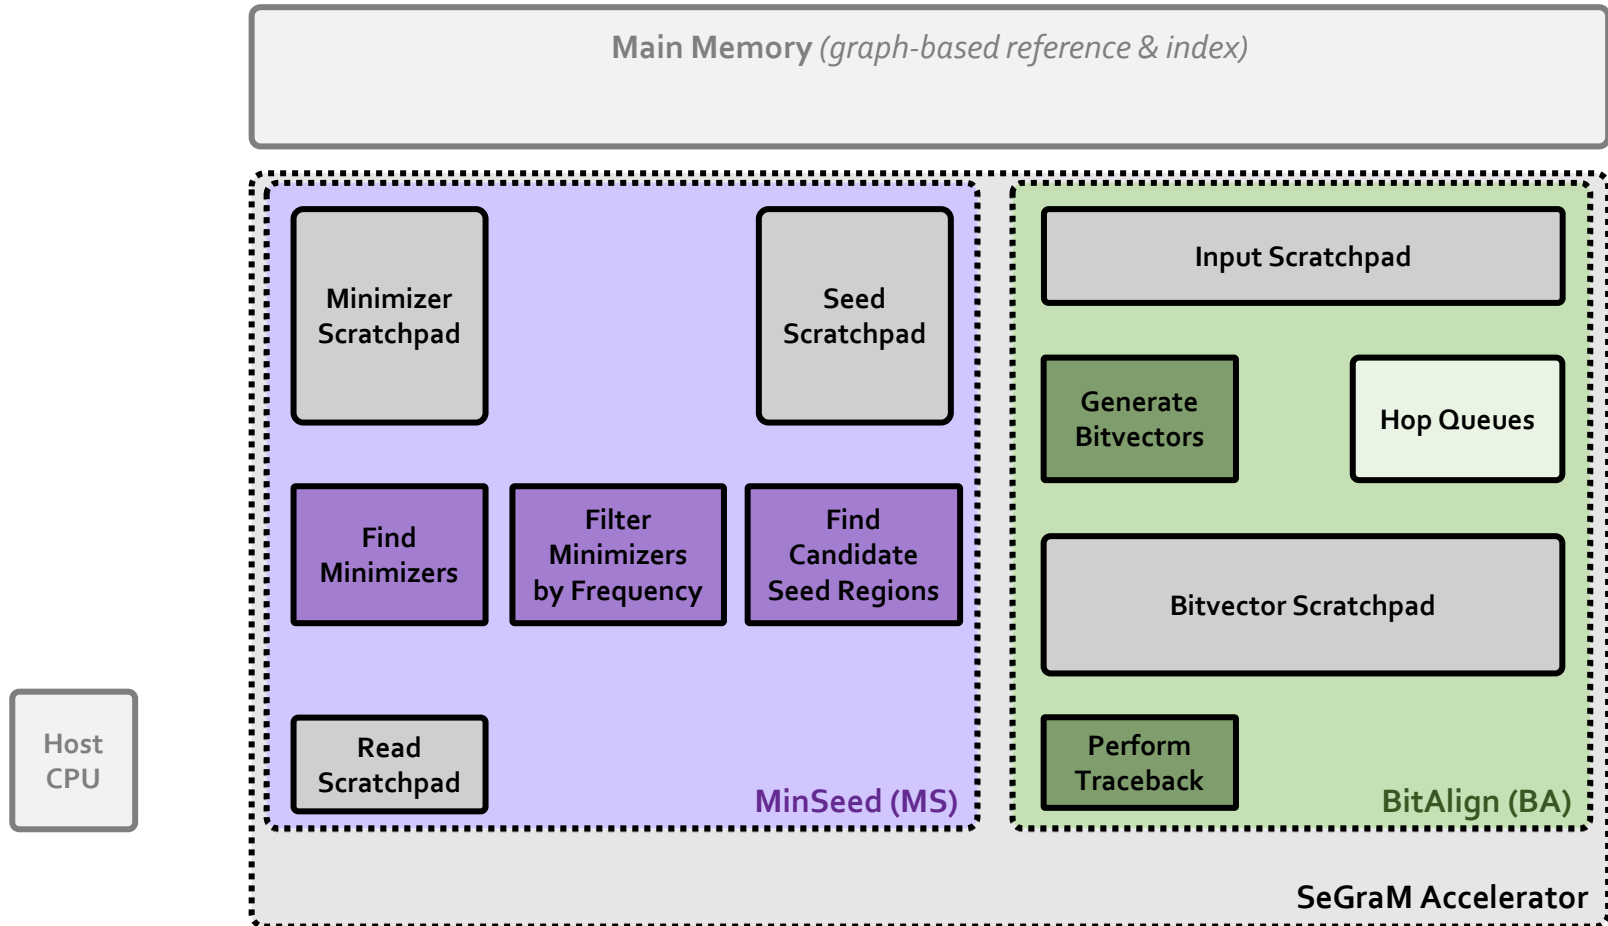 Main Memory (graph-based reference & index)
Minimizer
Scratchpad
Seed
Scratchpad
Input Scratchpad
Generate
Bitvectors
Hop Queues
Find
Minimizers
Filter
Minimizers
by Frequency
Find
Candidate
Seed Regions
Bitvector Scratchpad
Host
CPU
Read
Scratchpad
MinSeed (MS)
Perform
Traceback
BitAlign (BA)
SeGraM Accelerator